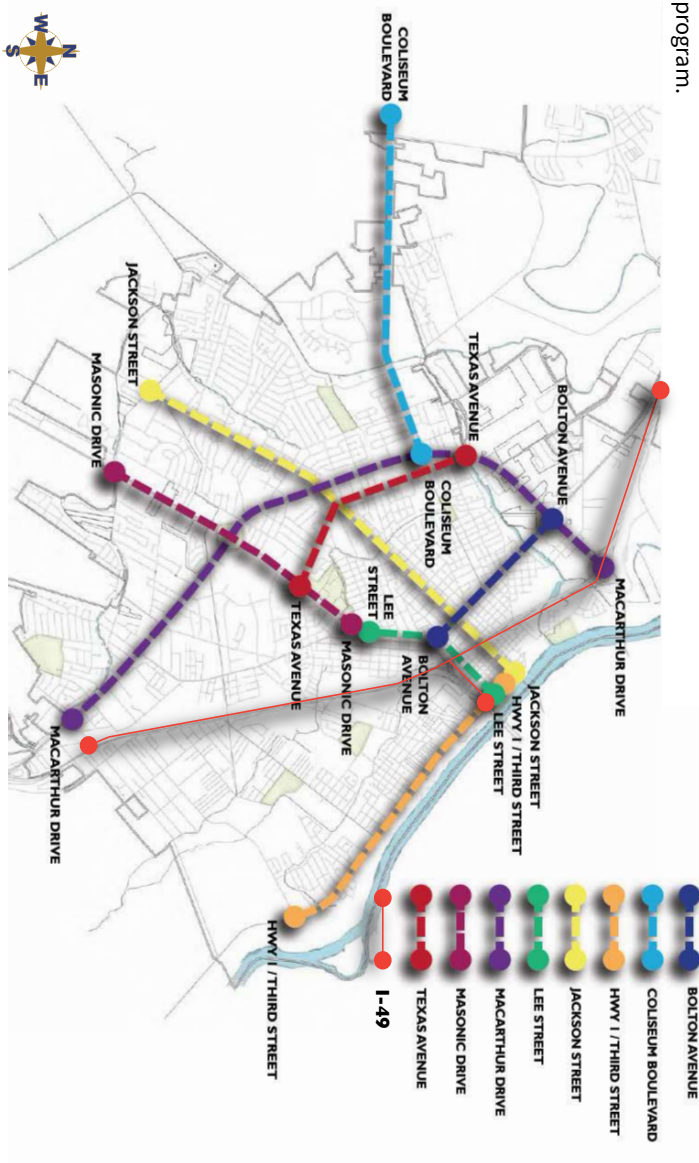 program.
BOLTON AVENUE
COLISEUM BOULEVARD
HWY 1 / THIRD STREET
JACKSON STREET
LEE STREET
MACARTHUR DRIVE
MASONIC DRIVE
TEXAS AVENUE
I-49
MACARTHUR DRIVE
BOLTON AVENUE
JACKSON STREET
HWY 1 / THIRD STREET
LEE STREET
TEXAS AVENUE
COLISEUM
BOULEVARD
BOLTON
AVENUE
COLISEUM
BOULEVARD
LEE
STREET
MASONIC DRIVE
TEXAS AVENUE
HWY 1 / THIRD STREET
JACKSON STREET
MASONIC DRIVE
MACARTHUR DRIVE
N
W
E
S